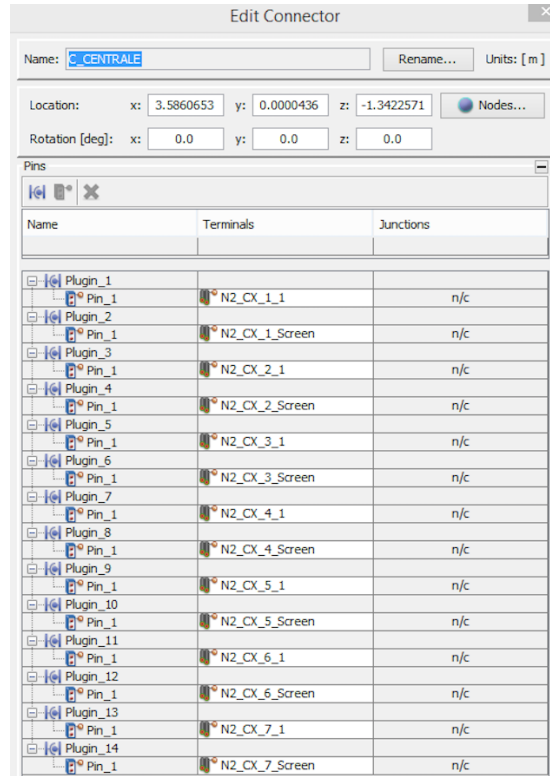 Edit Connector
Name: C_CENTRALE Rename... Units: [ m ]
Location: x: 3.5860653 y: 0.0000436 z: -1.3422571 Nodes...
Rotation [deg]: x: 0.0 y: 0.0 z: 0.0
Pins
Name Terminals Junctions
Plugin_1
Pin_1 N2_CX_1_1 n/c
Plugin_2
Pin_1 N2_CX_1_Screen n/c
Plugin_3
Pin_1 N2_CX_2_1 n/c
Plugin_4
Pin_1 N2_CX_2_Screen n/c
Plugin_5
Pin_1 N2_CX_3_1 n/c
Plugin_6
Pin_1 N2_CX_3_Screen n/c
Plugin_7
Pin_1 N2_CX_4_1 n/c
Plugin_8
Pin_1 N2_CX_4_Screen n/c
Plugin_9
Pin_1 N2_CX_5_1 n/c
Plugin_10
Pin_1 N2_CX_5_Screen n/c
Plugin_11
Pin_1 N2_CX_6_1 n/c
Plugin_12
Pin_1 N2_CX_6_Screen n/c
Plugin_13
Pin_1 N2_CX_7_1 n/c
Plugin_14
Pin_1 N2_CX_7_Screen n/c